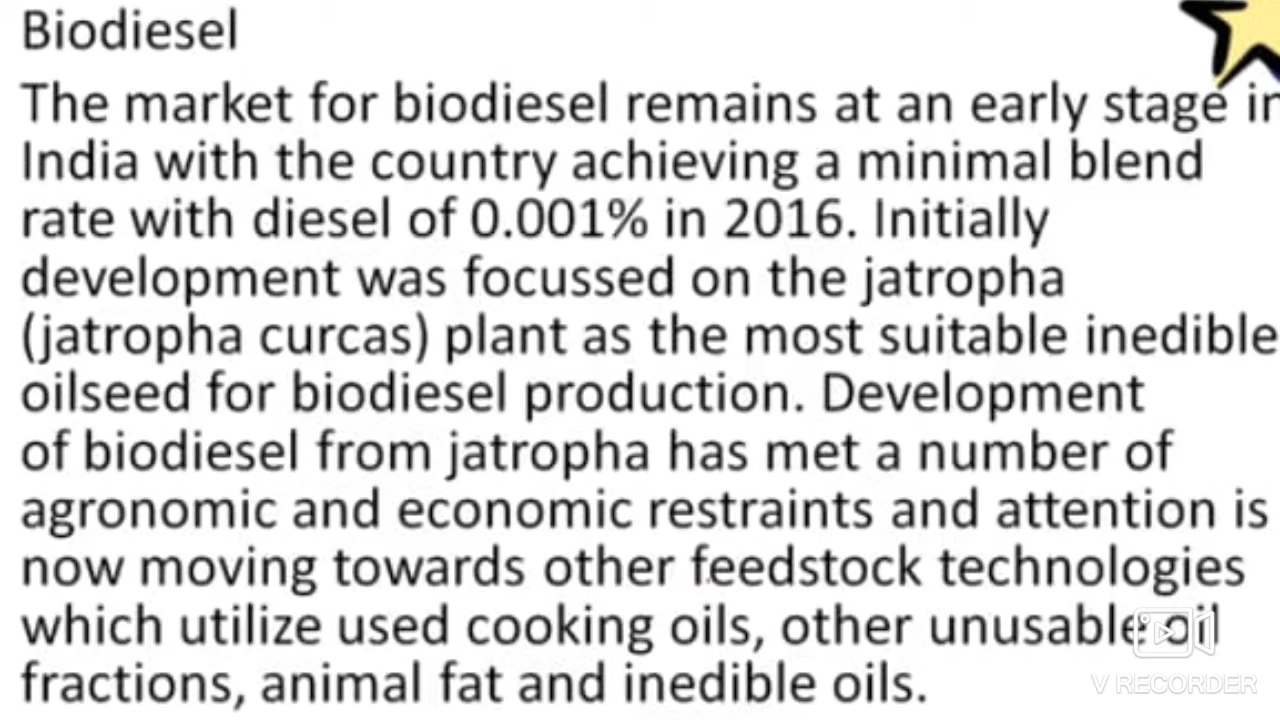 Biodiesel
The market for biodiesel remains at an early stage in
India with the country achieving a minimal blend
rate with diesel of 0.001% in 2016. Initially
development was focussed on the jatropha
(jatropha curcas) plant as the most suitable inedible
oilseed for biodiesel production. Development
of biodiesel from jatropha has met a number of
agronomic and economic restraints and attention is
now moving towards other feedstock technologies
which utilize used cooking oils, other unusable oil
fractions, animal fat and inedible oils.
V RECORDER